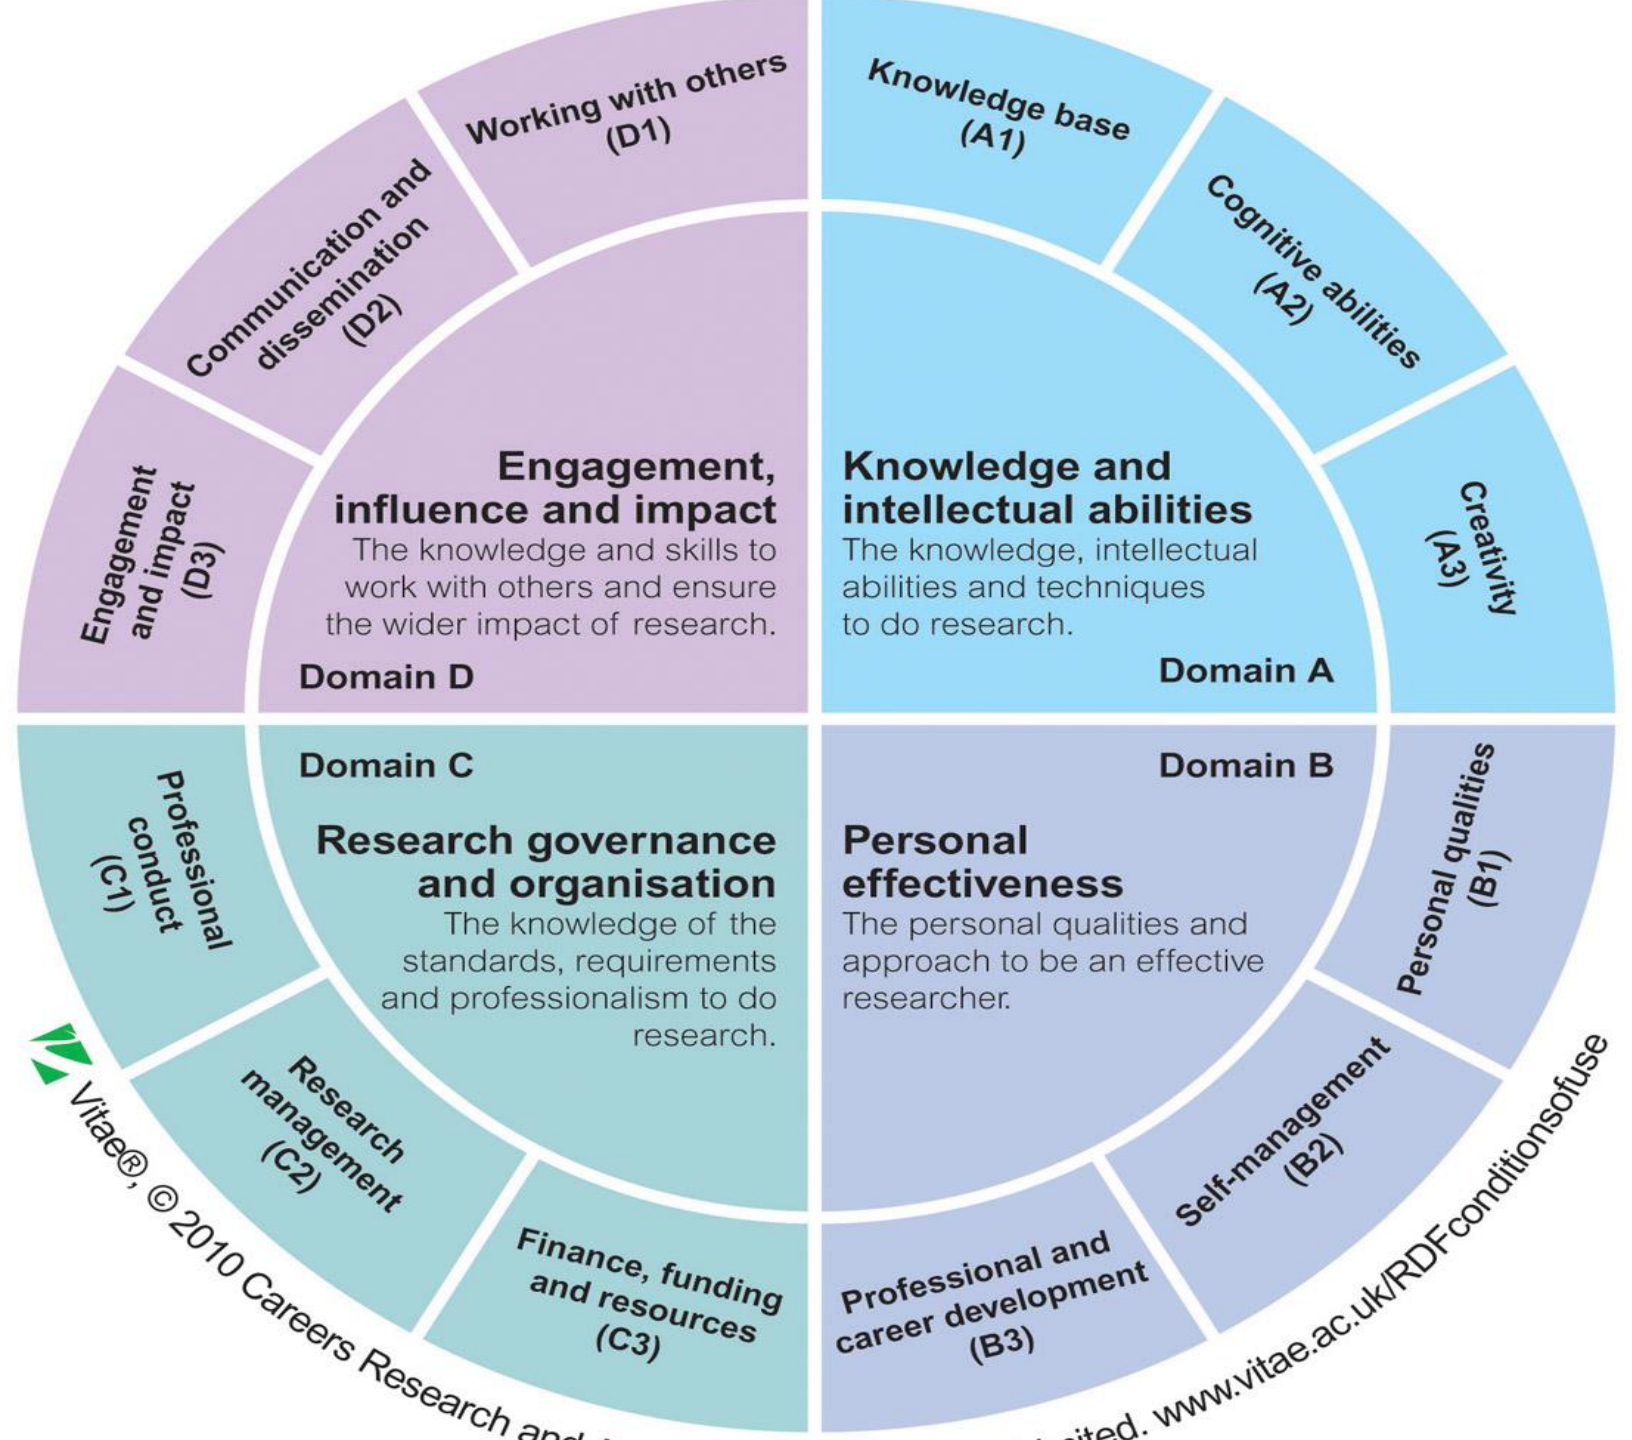 Working with others
(D1)
Knowledge base
(A1)
Communication and
dissemination
(D2)
Cognitive abilities
(A2)
Engagement
and impact
(D3)
Creativity
(A3)
Engagement,
influence and impact
The knowledge and skills to
work with others and ensure
the wider impact of research.
Domain D
Knowledge and
intellectual abilities
The knowledge, intellectual
abilities and techniques
to do research.
Domain A
Domain C
Research governance
and organisation
The knowledge of the
standards, requirements
and professionalism to do
research.
Domain B
Personal
effectiveness
The personal qualities and
approach to be an effective
researcher.
Professional
conduct
(C1)
Personal qualities
(B1)
Research
management
(C2)
Self-management
(B2)
Finance, funding
and resources
(C3)
Professional and
career development
(B3)
Vitae®, © 2010 Careers Research and
www.vitae.ac.uk/RDFconditionsofuse